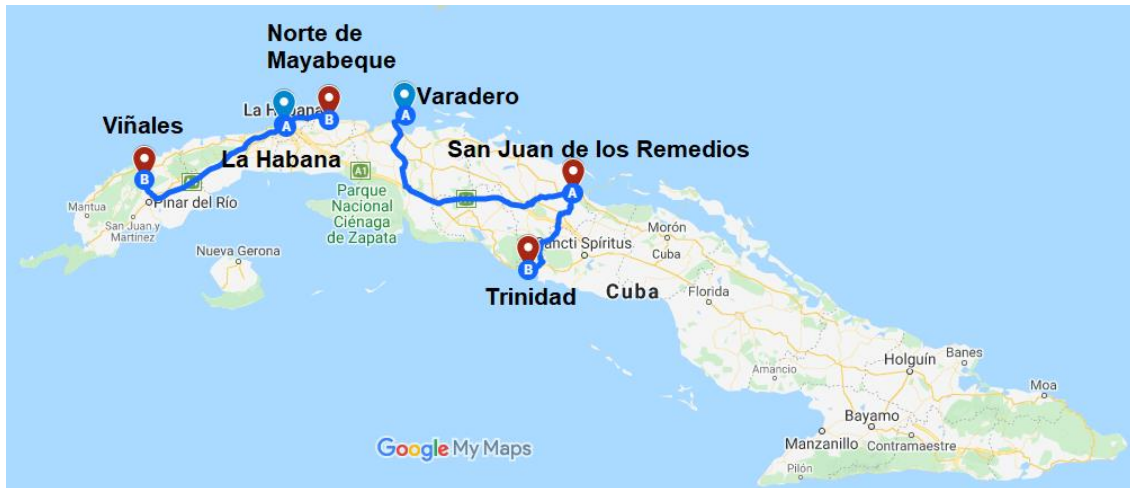 Norte de
Mayabeque
La Habana
Varadero
Viñales
A
B
A
San Juan de los Remedios
La Habana
B
A1
Parque
Nacional
Ciénaga
de Zapata
A
Pinar del Río
Mantua
San Juan y
Martínez
Nueva Gerona
Sancti Spíritus
Morón
Cuba
B
Trinidad
Cuba
Florida
Holguín
Banes
Amancio
Moa
Bayamo
Manzanillo
Contramaestre
Pilón
Google My Maps